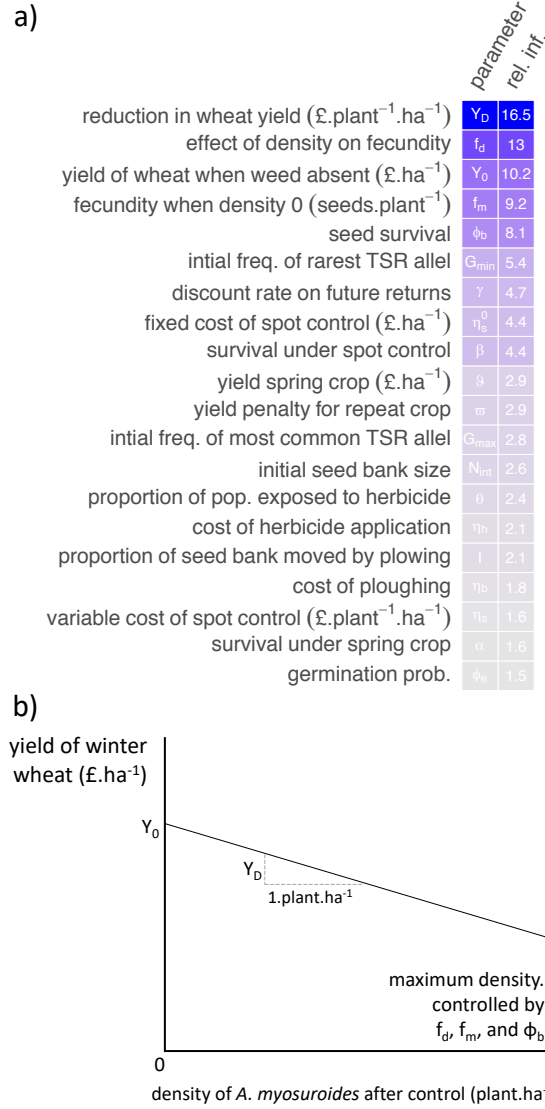 a)
parameter
rel. inf.
reduction in wheat yield (£.plant⁻¹.ha⁻¹) Y_D 16.5
effect of density on fecundity f_d 13
yield of wheat when weed absent (£.ha⁻¹) Y_0 10.2
fecundity when density 0 (seeds.plant⁻¹) f_m 9.2
seed survival ϕ_b 8.1
intial freq. of rarest TSR allel G_min 5.4
discount rate on future returns γ 4.7
fixed cost of spot control (£.ha⁻¹) η_s⁰ 4.4
survival under spot control β 4.4
yield spring crop (£.ha⁻¹) ϑ 2.9
yield penalty for repeat crop ϖ 2.9
intial freq. of most common TSR allel G_max 2.8
initial seed bank size N_int 2.6
proportion of pop. exposed to herbicide θ 2.4
cost of herbicide application η_h 2.1
proportion of seed bank moved by plowing I 2.1
cost of ploughing η_b 1.8
variable cost of spot control (£.plant⁻¹.ha⁻¹) η_s 1.6
survival under spring crop α 1.6
germination prob. ϕ_e 1.5
b)
yield of winter
wheat (£.ha⁻¹)
Y_0
Y_D
1.plant.ha⁻¹
maximum density.
controlled by
f_d, f_m, and ϕ_b
0
density of A. myosuroides after control (plant.ha⁻